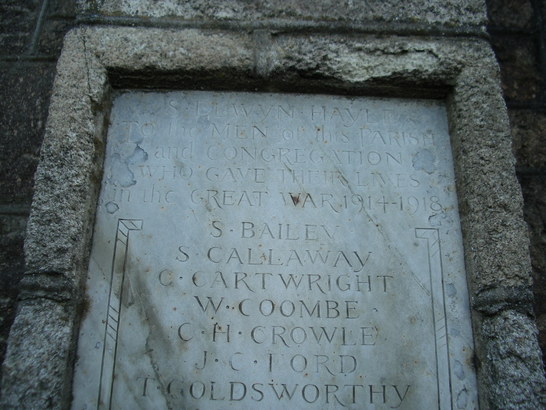 To the MEN of this PARISH
and CONGREGATION
WHO GAVE THEIR LIVES
in the GREAT WAR 1914-1918
S·BAILEY
S·CALLAWAY
C·CARTWRIGHT
W·COOMBE
C·H·CROWLE
J·C·FORD
T·GOLDSWORTHY